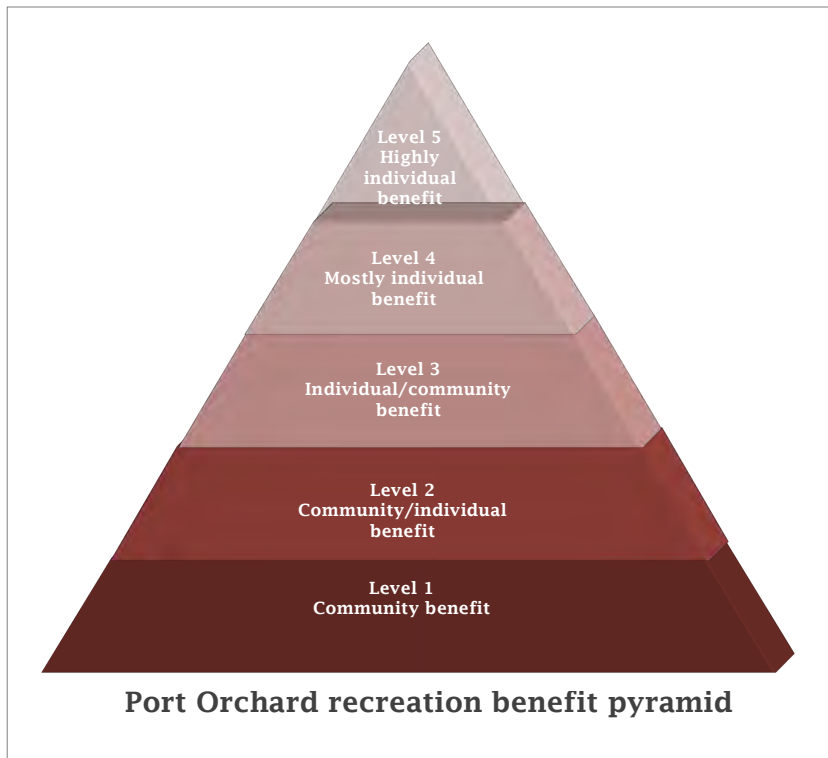 Level 5
Highly
individual
benefit
Level 4
Mostly individual
benefit
Level 3
Individual/community
benefit
Level 2
Community/individual
benefit
Level 1
Community benefit
Port Orchard recreation benefit pyramid